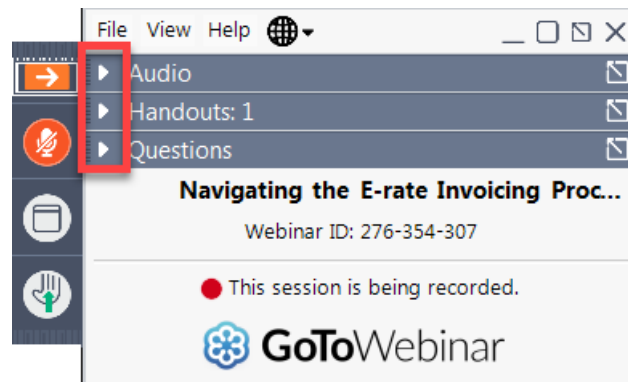 File View Help
Audio
Handouts: 1
Questions
Navigating the E-rate Invoicing Proc...
Webinar ID: 276-354-307
This session is being recorded.
GoToWebinar